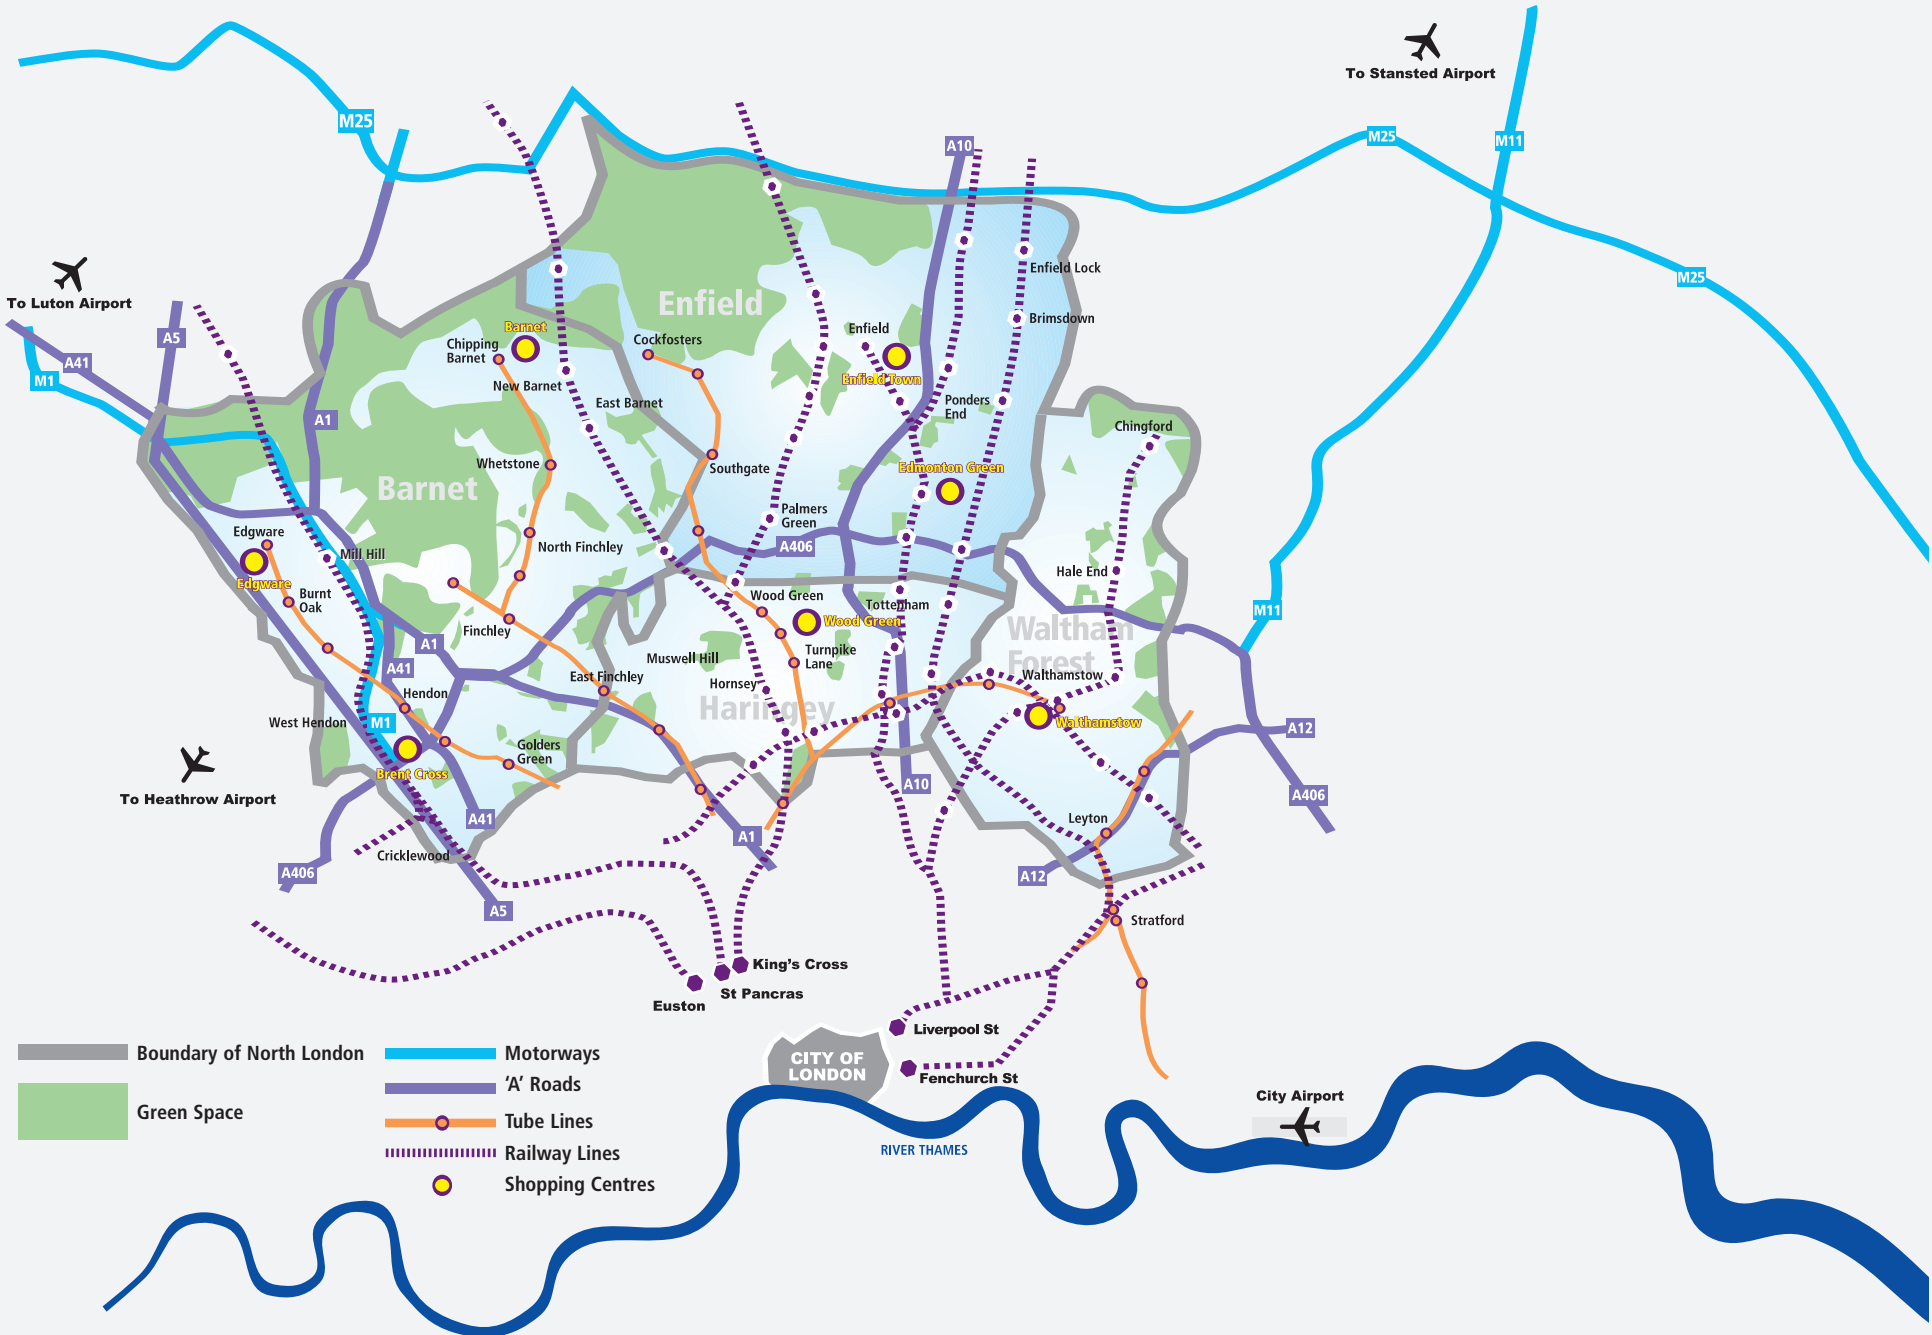 To Stansted Airport
M25
M25
M11
A10
Enfield Lock
To Luton Airport
M25
A5
Enfield
Brimsdown
A41
Barnet
Enfield
Cockfosters
Chipping
Barnet
M1
Enfield Town
New Barnet
East Barnet
Ponders
End
A1
Chingford
Whetstone
Southgate
Edmonton Green
Barnet
Palmers
Green
Edgware
North Finchley
A406
Mill Hill
Edgware
Hale End
Burnt
Oak
Wood Green
Tottenham
M11
Wood Green
Finchley
Waltham
Forest
A1
Turnpike
Lane
Muswell Hill
A41
East Finchley
Hornsey
Walthamstow
Hendon
Haringey
West Hendon
M1
Walthamstow
A12
Golders
Green
Brent Cross
A10
To Heathrow Airport
A406
A41
Leyton
A1
Cricklewood
A406
A12
A5
Stratford
King's Cross
St Pancras
Euston
Liverpool St
CITY OF
LONDON
Fenchurch St
City Airport
RIVER THAMES
Boundary of North London
Green Space
Motorways
'A' Roads
Tube Lines
Railway Lines
Shopping Centres